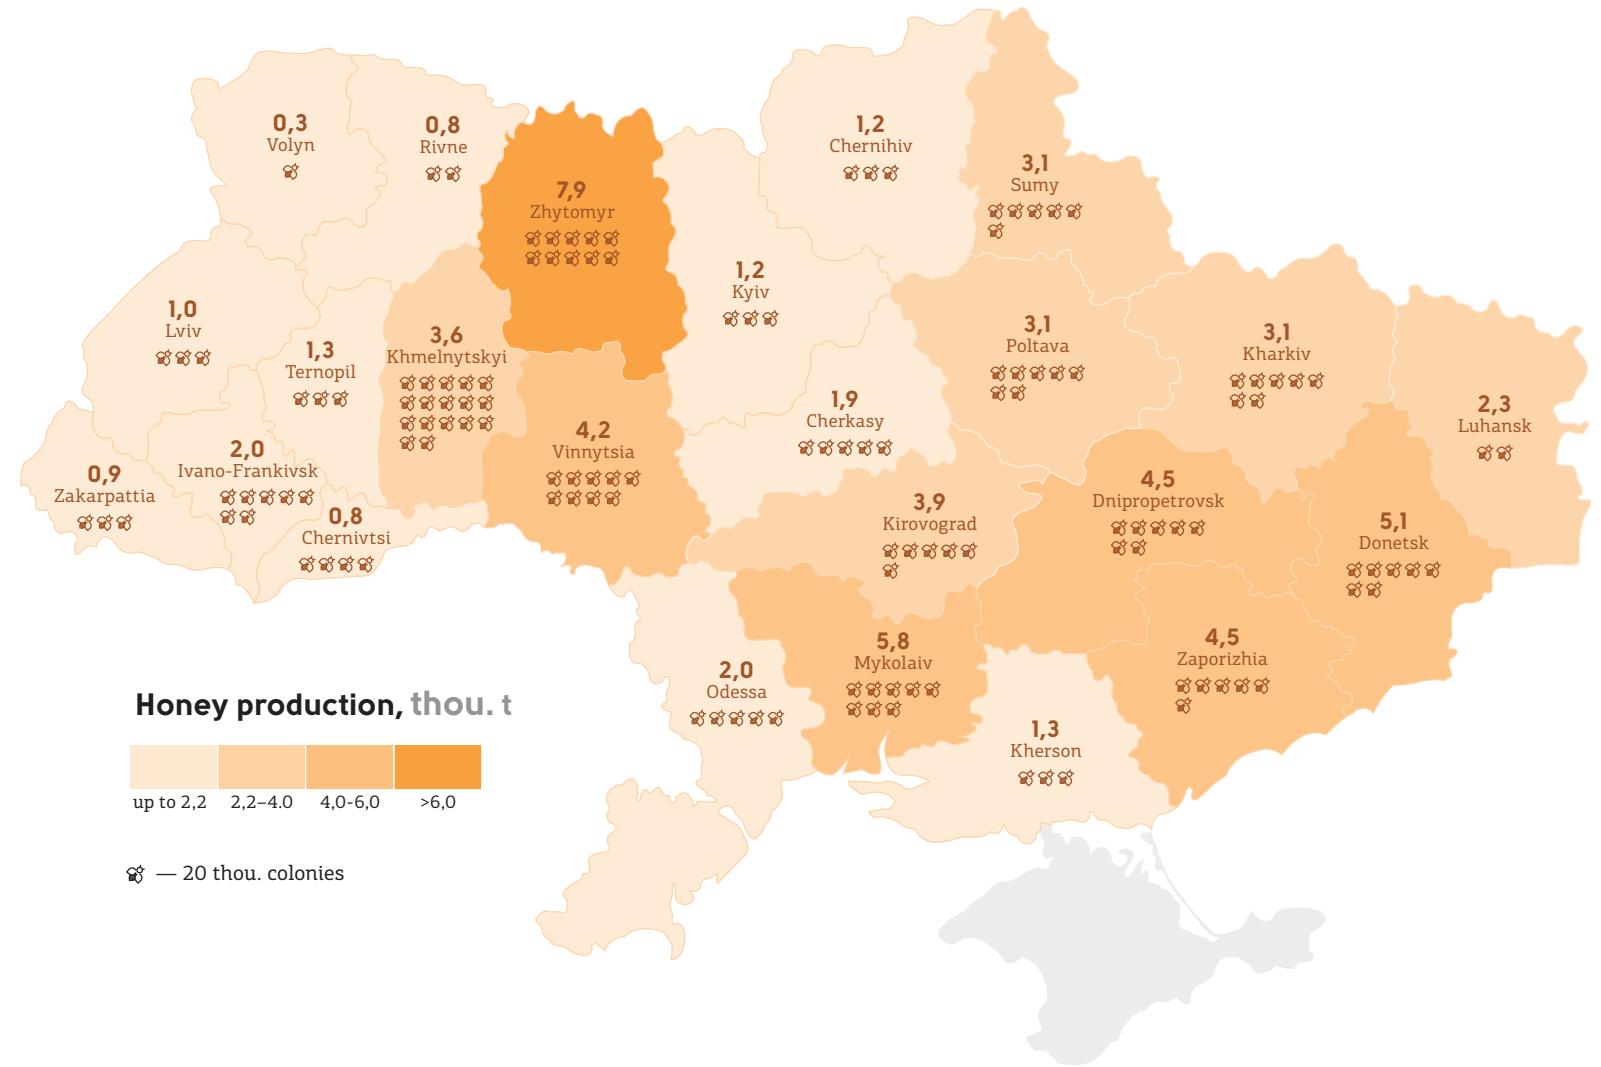 0,3
Volyn
0,8
Rivne
7,9
Zhytomyr
1,2
Chernihiv
3,1
Sumy
1,2
Kyiv
1,0
Lviv
1,3
Ternopil
3,6
Khmelnytskyi
3,1
Poltava
3,1
Kharkiv
2,3
Luhansk
1,9
Cherkasy
4,2
Vinnytsia
2,0
Ivano-Frankivsk
0,9
Zakarpattia
0,8
Chernivtsi
3,9
Kirovograd
4,5
Dnipropetrovsk
5,1
Donetsk
5,8
Mykolaiv
4,5
Zaporizhia
2,0
Odessa
1,3
Kherson
Honey production, thou. t
up to 2,2 2,2–4.0 4,0-6,0 >6,0
— 20 thou. colonies